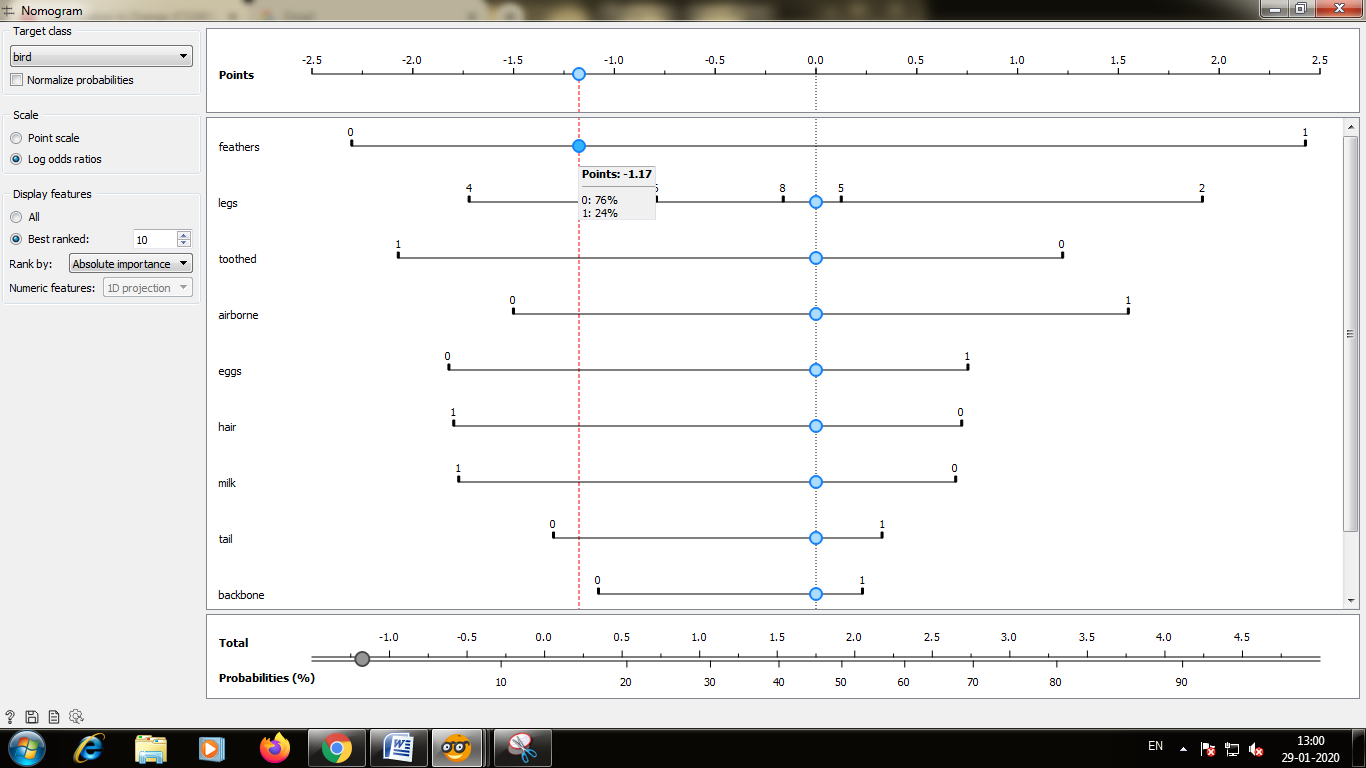 Nomogram
Target class
bird
Normalize probabilities
Scale
Point scale
Log odds ratios
Display features
All
Best ranked: 10
Rank by: Absolute importance
Numeric features: 1D projection
-2.5 -2.0 -1.5 -1.0 -0.5 0.0 0.5 1.0 1.5 2.0 2.5
Points
0 1
feathers
Points: -1.17
0: 76%
1: 24%
4 8 5 2
legs
1 0
toothed
0 1
airborne
0 1
eggs
1 0
hair
1 0
milk
0 1
tail
0 1
backbone
-1.0 -0.5 0.0 0.5 1.0 1.5 2.0 2.5 3.0 3.5 4.0 4.5
Total
Probabilities (%)
10 20 30 40 50 60 70 80 90
EN
13:00
29-01-2020